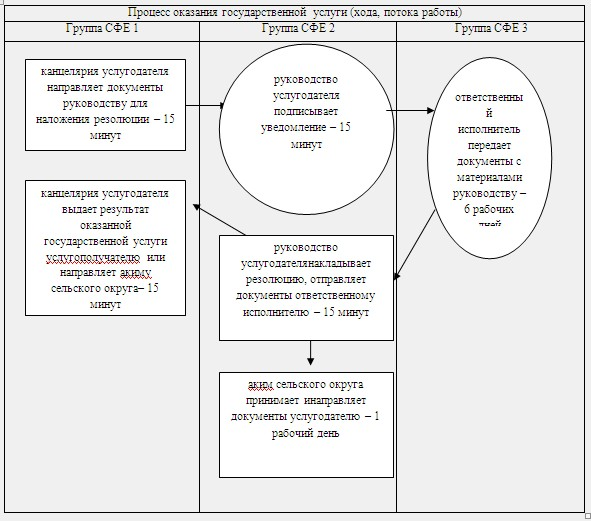 Процесс оказания государственной услуги (хода, потока работы)
Группа СФЕ 1
Группа СФЕ 2
Группа СФЕ 3
канцелярия услугодателя
направляет документы
руководству для
наложения резолюции – 15
минут
руководство
услугодателя
подписывает
уведомление – 15
минут
ответственны
й
исполнитель
передает
документы с
материалами
руководству –
6 рабочих
дней
канцелярия услугодателя
выдает результат
оказанной
государственной услуги
услугополучателю или
направляет акиму
сельского округа– 15
минут
руководство
услугодателянакладывает
резолюцию, отправляет
документы ответственному
исполнителю – 15 минут
аким сельского округа
принимает инаправляет
документы услугодателю – 1
рабочий день